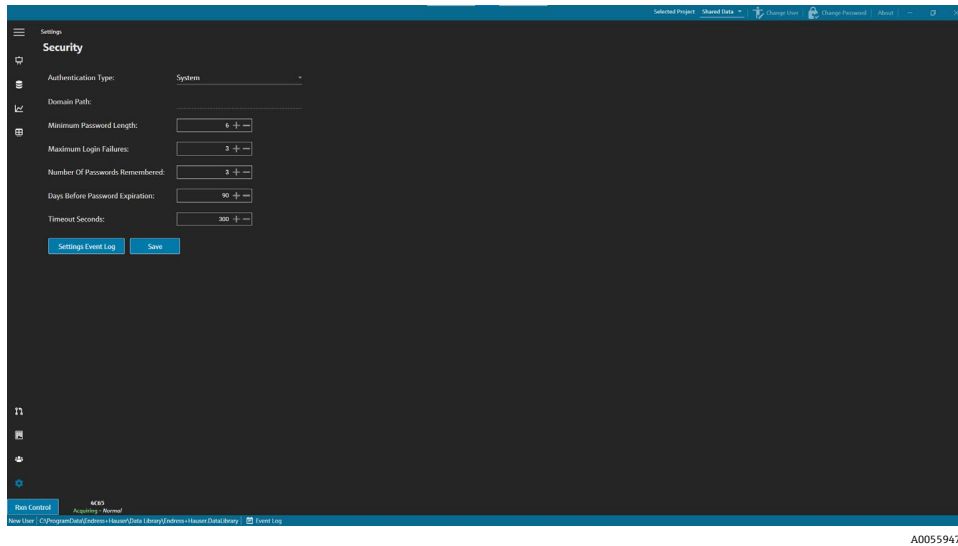 Selected Project Shared Data Change User Change Password About
Settings
Security
Authentication Type: System
Domain Path:
Minimum Password Length: 6
Maximum Login Failures: 3
Number Of Passwords Remembered: 3
Days Before Password Expiration: 90
Timeout Seconds: 300
Settings Event Log Save
Rxn Control
Acquiring - Normal
New User C:\ProgramData\Endress+Hauser\Data Library\Endress+Hauser.DataLibrary Event Log
A0055947